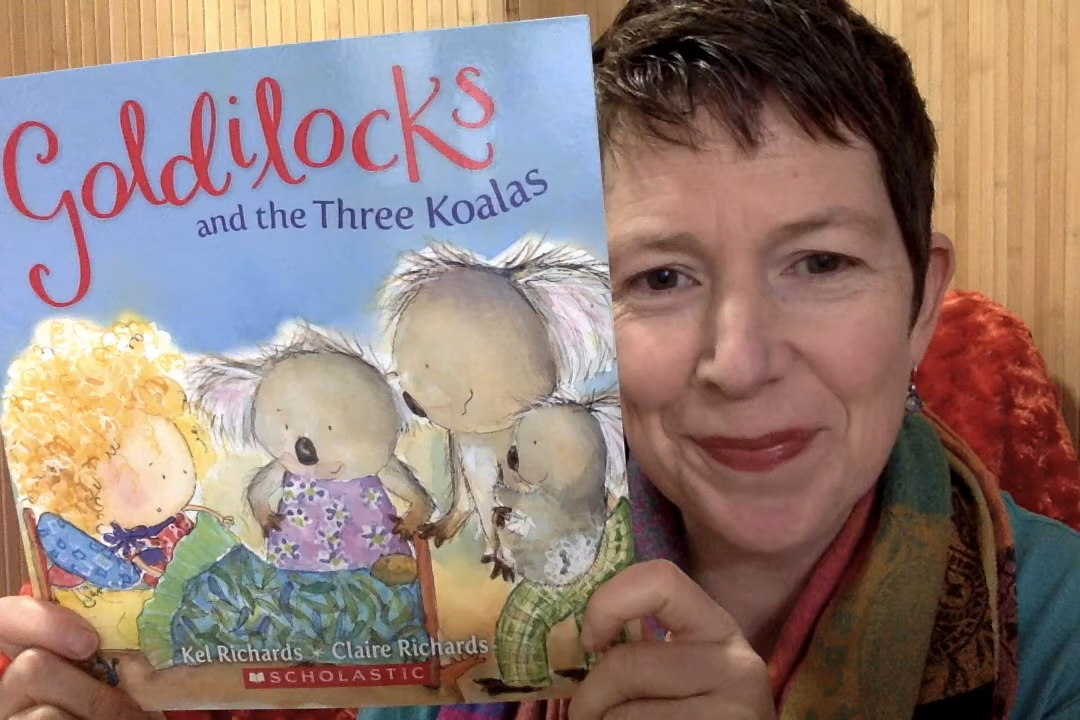 Goldilocks
and the Three Koalas
Kel Richards * Claire Richards
SCHOLASTIC